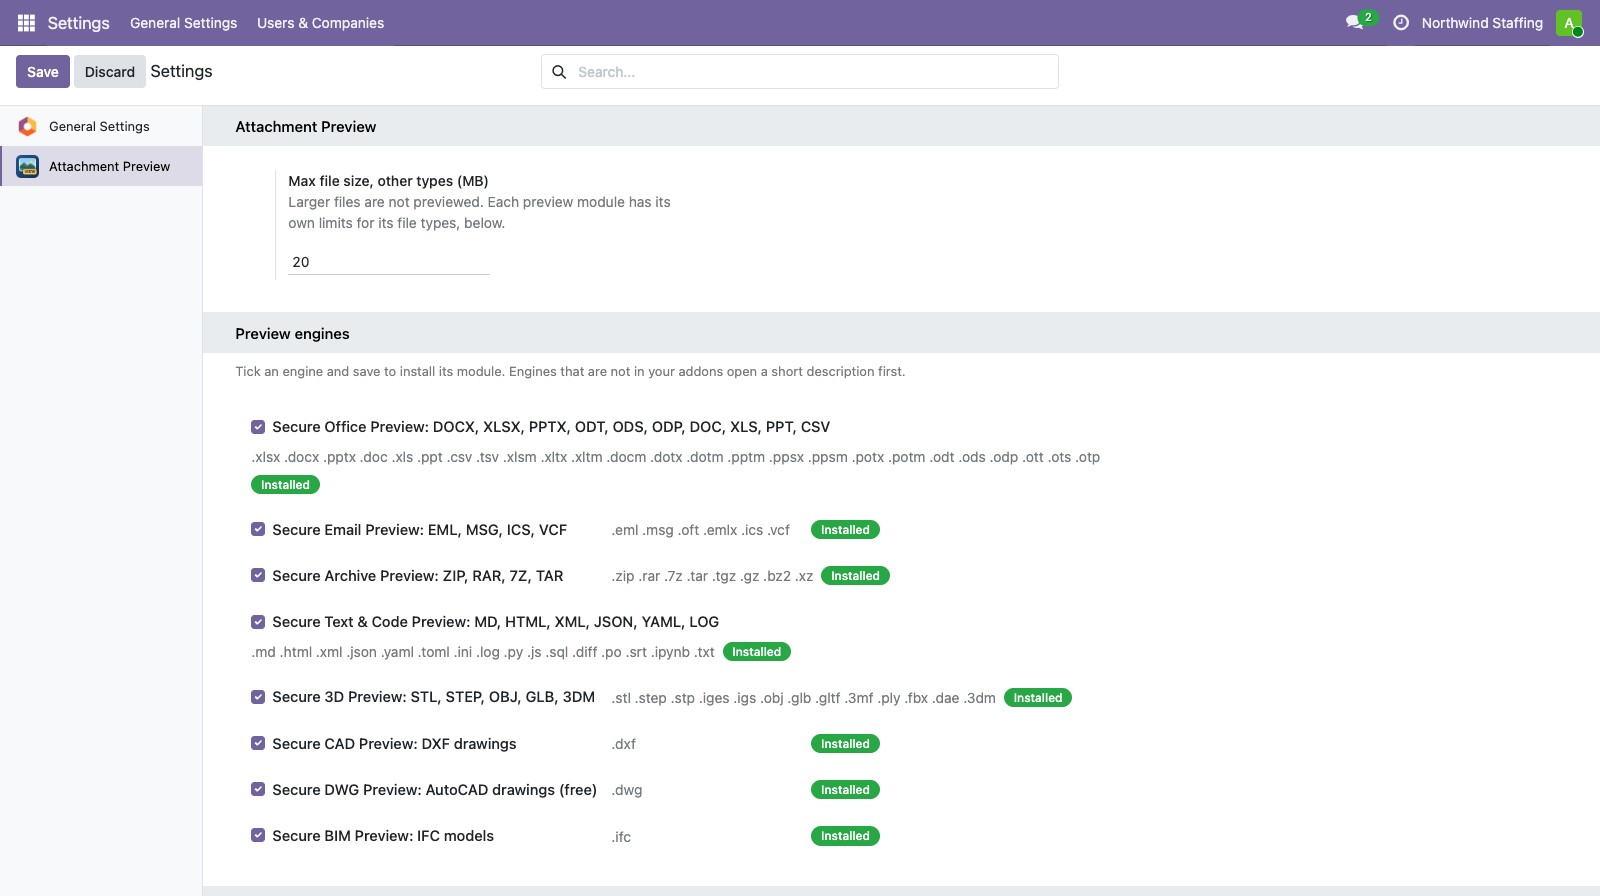 Settings General Settings Users & Companies 2 Northwind Staffing A
Save Discard Settings Search...
General Settings
Attachment Preview
Attachment Preview
Max file size, other types (MB)
Larger files are not previewed. Each preview module has its
own limits for its file types, below.
20
Preview engines
Tick an engine and save to install its module. Engines that are not in your addons open a short description first.
Secure Office Preview: DOCX, XLSX, PPTX, ODT, ODS, ODP, DOC, XLS, PPT, CSV
.xlsx .docx .pptx .doc .xls .ppt .csv .tsv .xlsm .xltx .xltm .docm .dotx .dotm .pptm .ppsx .ppsm .potx .potm .odt .ods .odp .ott .ots .otp
Installed
Secure Email Preview: EML, MSG, ICS, VCF .eml .msg .oft .emlx .ics .vcf Installed
Secure Archive Preview: ZIP, RAR, 7Z, TAR .zip .rar .7z .tar .tgz .gz .bz2 .xz Installed
Secure Text & Code Preview: MD, HTML, XML, JSON, YAML, LOG
.md .html .xml .json .yaml .toml .ini .log .py .js .sql .diff .po .srt .ipynb .txt Installed
Secure 3D Preview: STL, STEP, OBJ, GLB, 3DM .stl .step .stp .iges .igs .obj .glb .gltf .3mf .ply .fbx .dae .3dm Installed
Secure CAD Preview: DXF drawings .dxf Installed
Secure DWG Preview: AutoCAD drawings (free) .dwg Installed
Secure BIM Preview: IFC models .ifc Installed